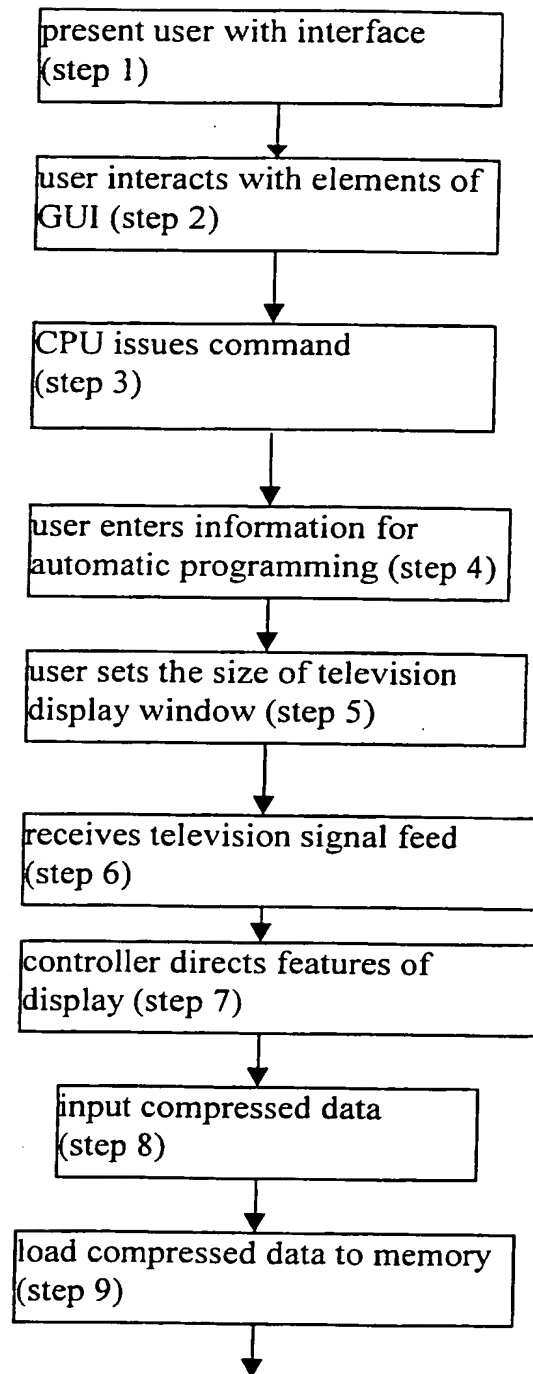 present user with interface
(step 1)
user interacts with elements of
GUI (step 2)
CPU issues command
(step 3)
user enters information for
automatic programming (step 4)
user sets the size of television
display window (step 5)
receives television signal feed
(step 6)
controller directs features of
display (step 7)
input compressed data
(step 8)
load compressed data to memory
(step 9)